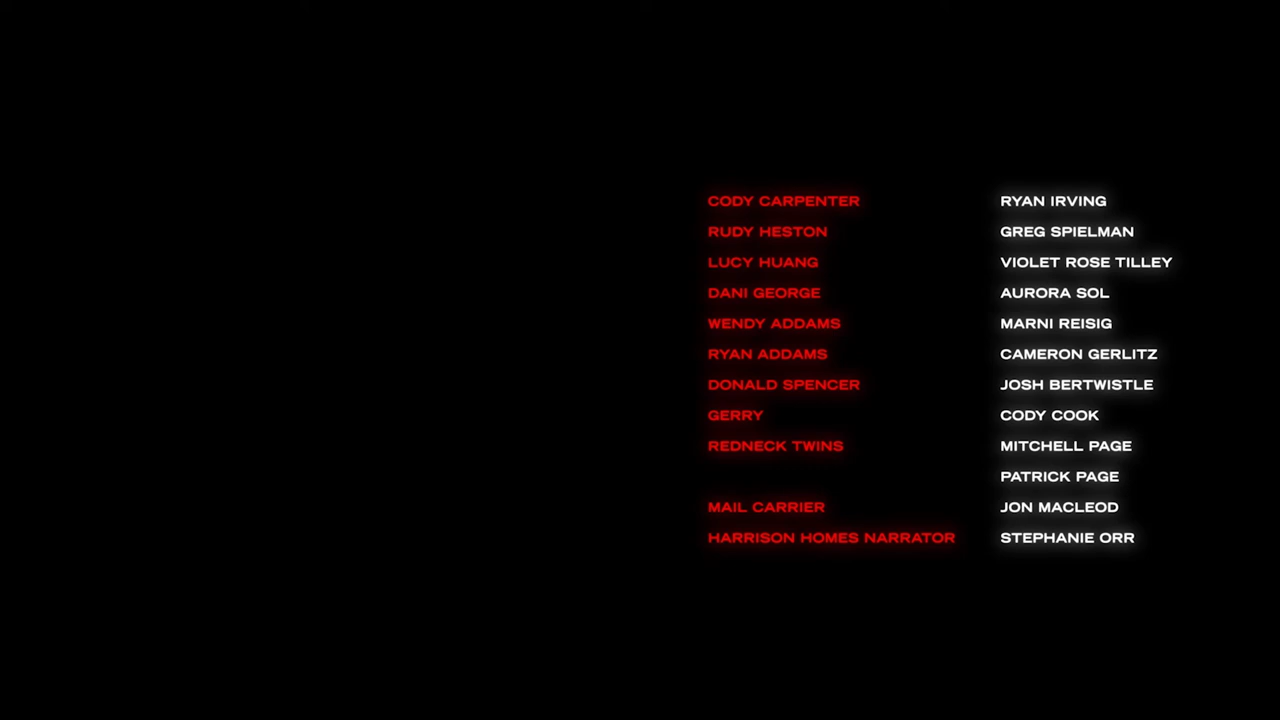 CODY CARPENTER RYAN IRVING
RUDY HESTON GREG SPIELMAN
LUCY HUANG VIOLET ROSE TILLEY
DANI GEORGE AURORA SOL
WENDY ADDAMS MARNI REISIG
RYAN ADDAMS CAMERON GERLITZ
DONALD SPENCER JOSH BERTWISTLE
GERRY CODY COOK
REDNECK TWINS MITCHELL PAGE
PATRICK PAGE
MAIL CARRIER JON MACLEOD
HARRISON HOMES NARRATOR STEPHANIE ORR